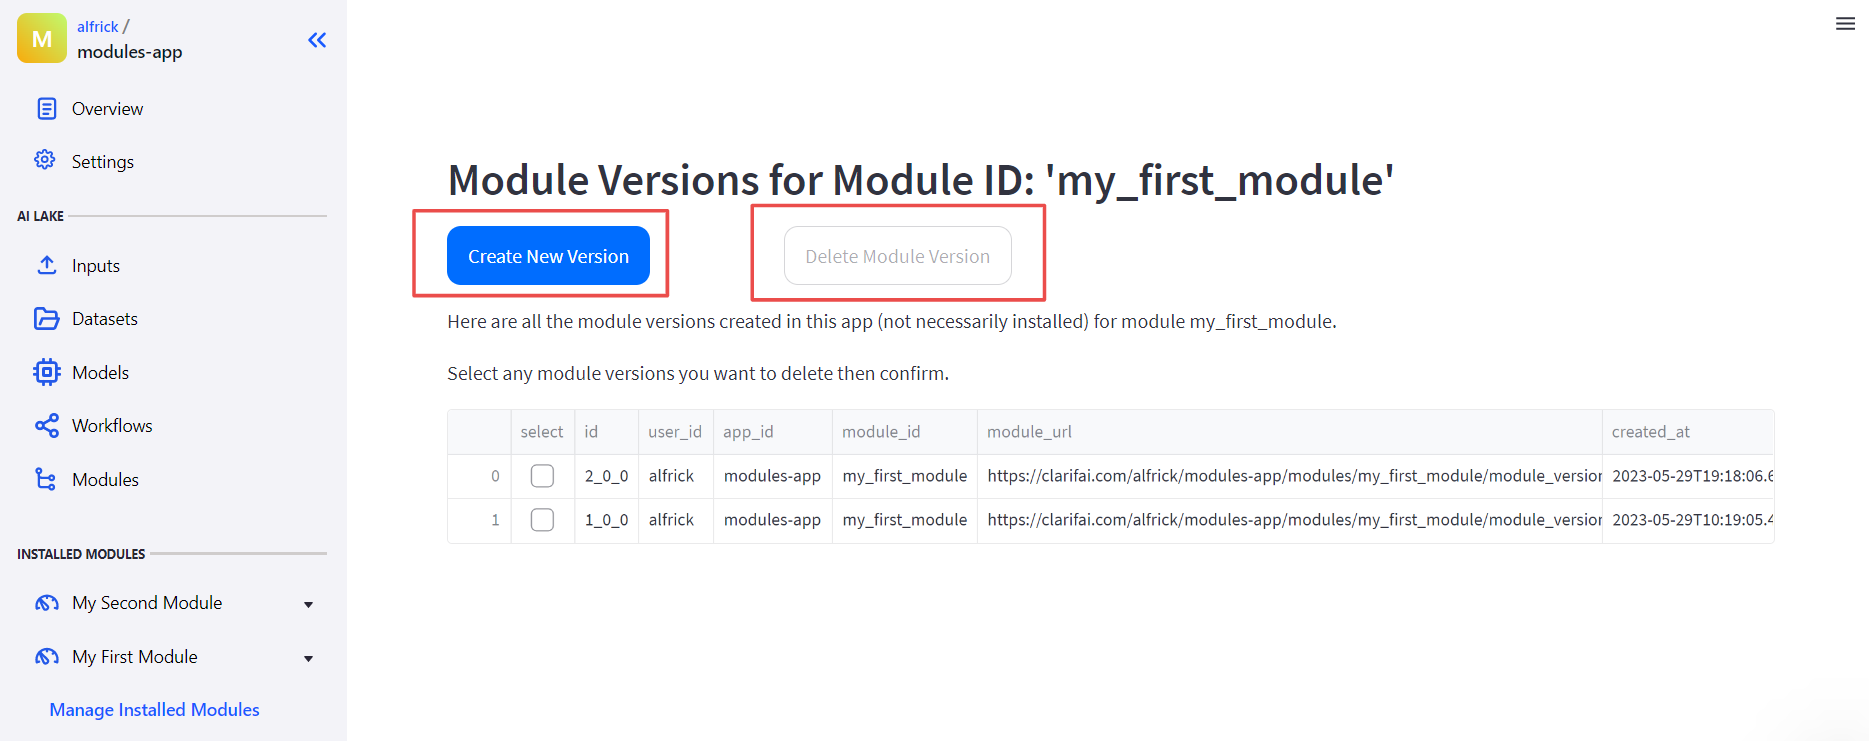 M
alfrick /
modules-app
Overview
Settings
AI LAKE
Inputs
Datasets
Models
Workflows
Modules
INSTALLED MODULES
My Second Module
My First Module
Manage Installed Modules
Module Versions for Module ID: 'my_first_module'
Create New Version Delete Module Version
Here are all the module versions created in this app (not necessarily installed) for module my_first_module.
Select any module versions you want to delete then confirm.
select id user_id app_id module_id module_url created_at
0 2_0_0 alfrick modules-app my_first_module https://clarifai.com/alfrick/modules-app/modules/my_first_module/module_version 2023-05-29T19:18:06.6
1 1_0_0 alfrick modules-app my_first_module https://clarifai.com/alfrick/modules-app/modules/my_first_module/module_version 2023-05-29T10:19:05.4